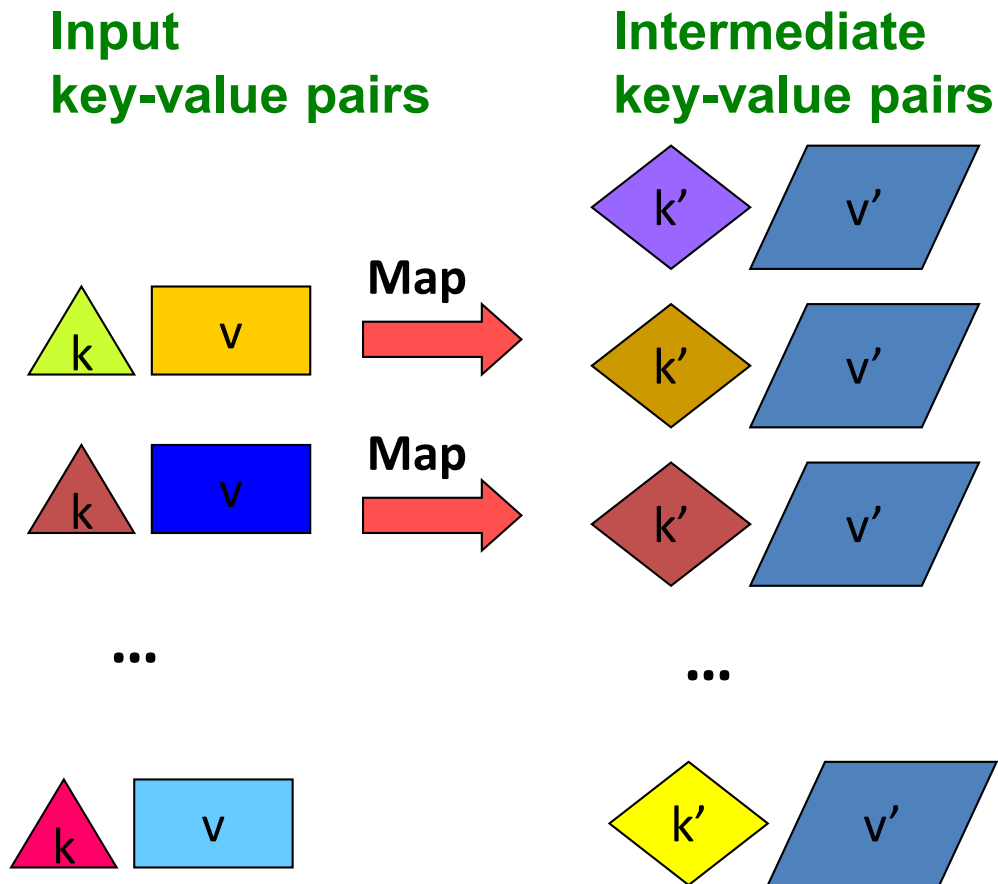 Input
key-value pairs
Intermediate
key-value pairs
k’ v’
Map
k v
k’ v’
Map
k v
k’ v’
...
...
k v
k’ v’